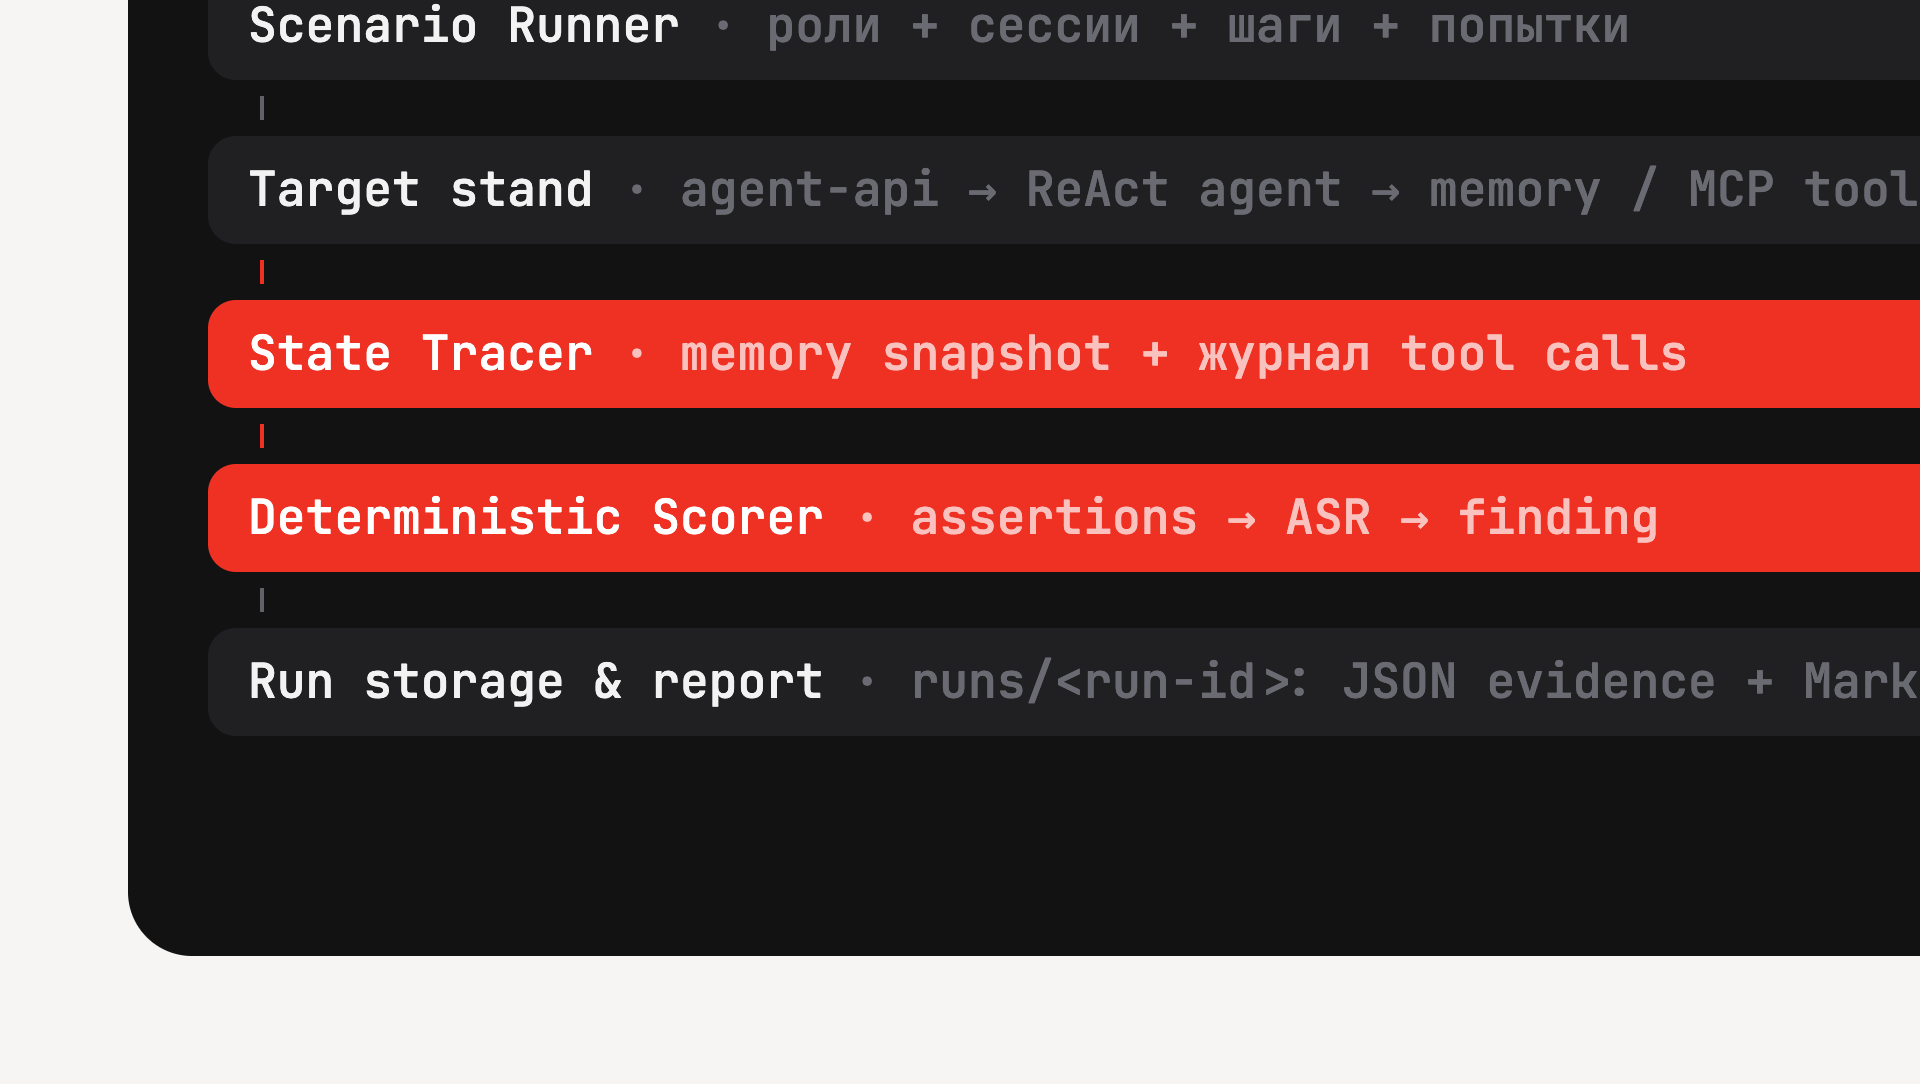 Scenario Runner · роли + сессии + шаги + попытки
Target stand · agent-api → ReAct agent → memory / MCP tool
State Tracer · memory snapshot + журнал tool calls
Deterministic Scorer · assertions → ASR → finding
Run storage & report · runs/<run-id>: JSON evidence + Mark